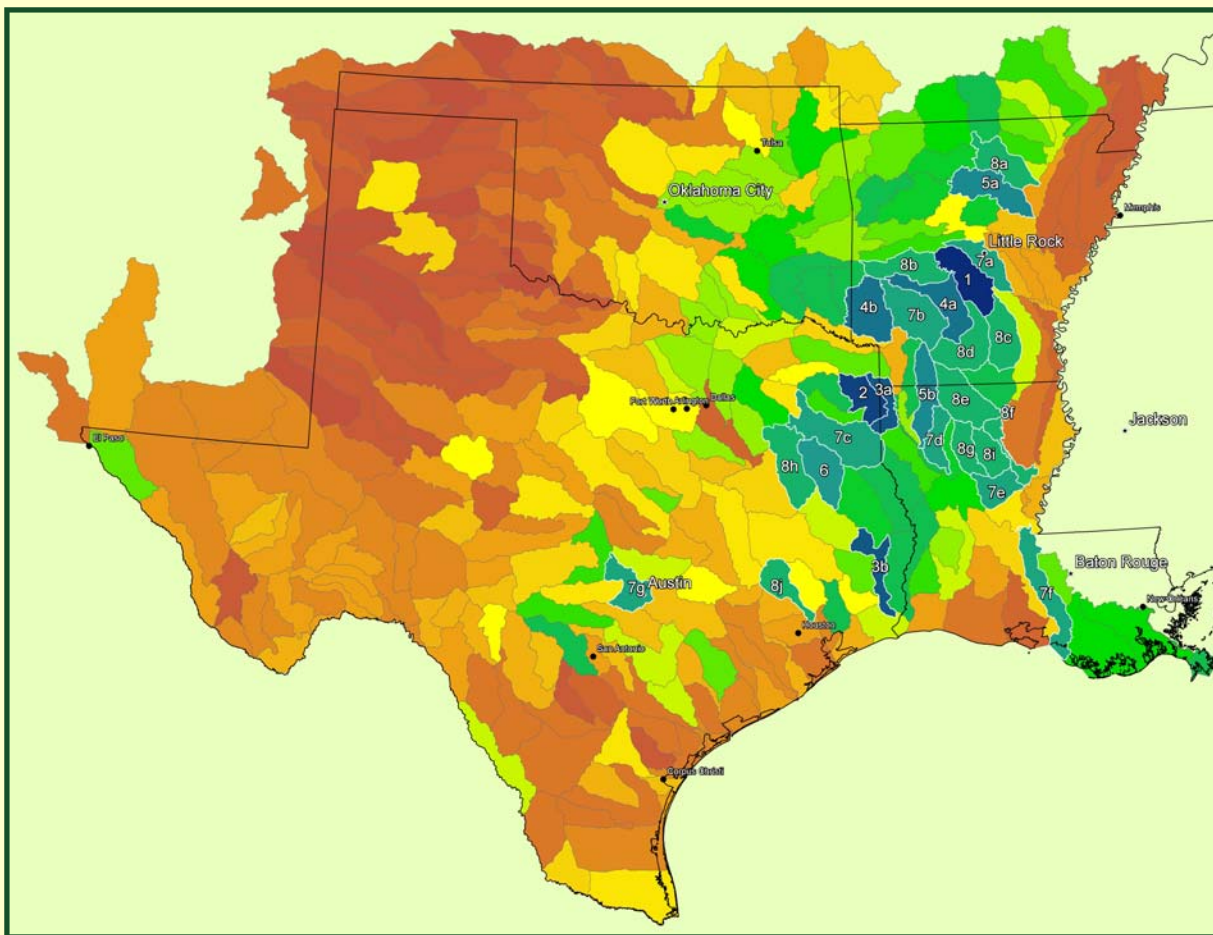 8a
Tulsa
5a
Oklahoma City
Memphis
Little Rock
7a
8b
1
4b
7b
4a
8c
8d
2
3a
5b
8e
Fort Worth
Arlington
Dallas
8f
Jackson
7c
7d
8g
8i
El Paso
8h
6
7e
3b
Baton Rouge
7g
Austin
8j
7f
New Orleans
Houston
San Antonio
Corpus Christi